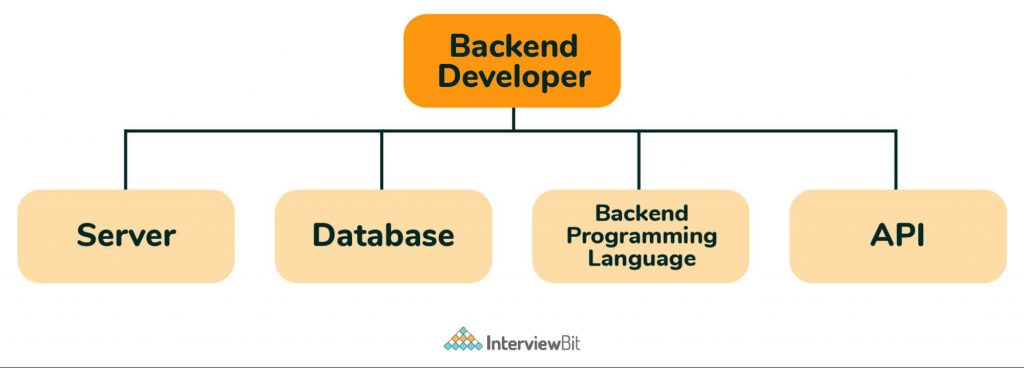 Backend
Developer
Server
Database
Backend
Programming
Language
API
InterviewBit